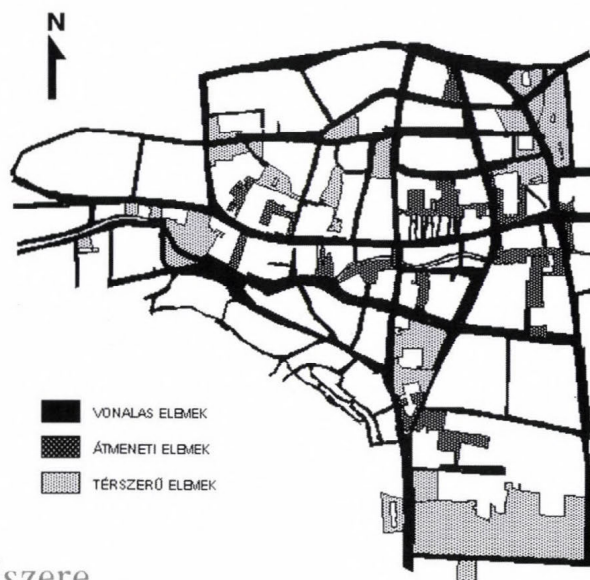 N
VONALAS ELEMEK
ÁTMENETI ELEMEK
TÉRSZERŰ ELEMEK
szere